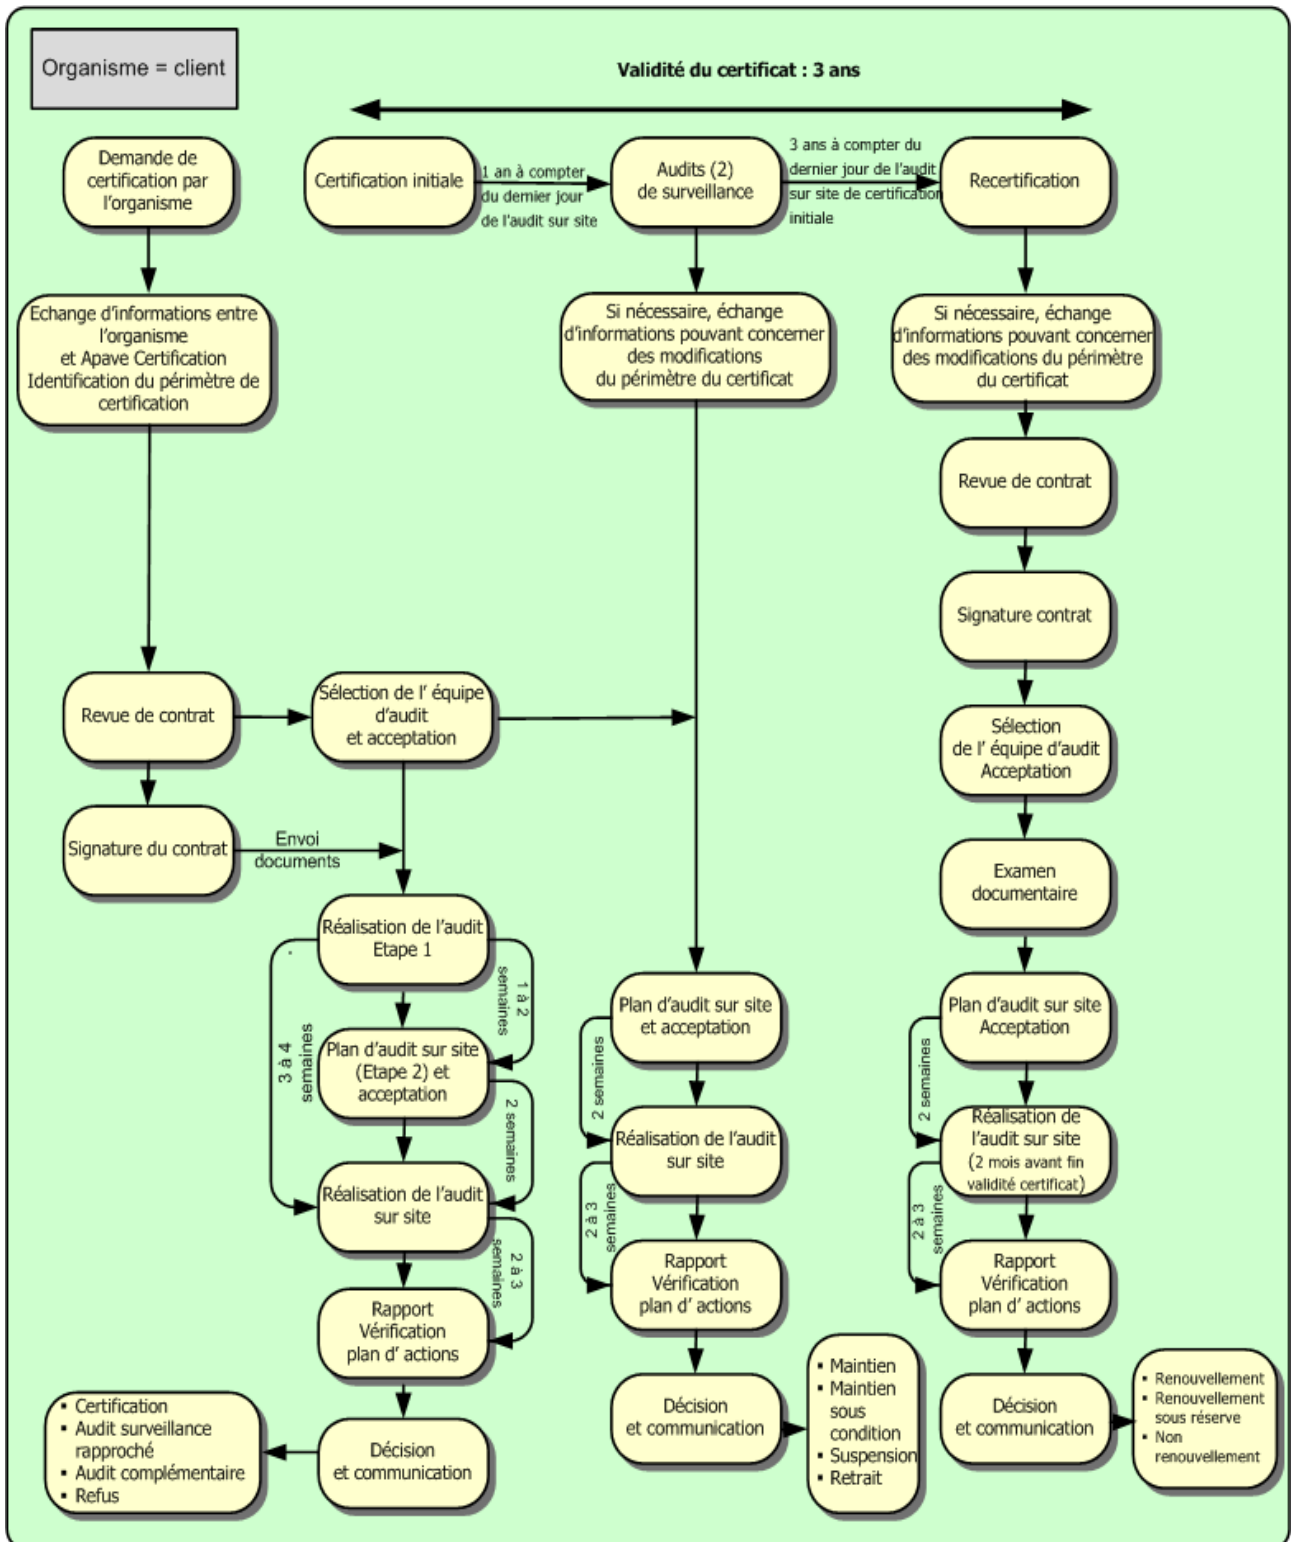 Organisme = client
Validité du certificat : 3 ans
Demande de
certification par
l'organisme
Certification initiale
1 an à compter
du dernier jour
de l'audit sur site
Audits (2)
de surveillance
3 ans à compter du
dernier jour de l'audit
sur site de certification
initiale
Recertification
Echange d'informations entre
l'organisme
et Apave Certification
Identification du périmètre de
certification
Si nécessaire, échange
d'informations pouvant concerner
des modifications
du périmètre du certificat
Si nécessaire, échange
d'informations pouvant concerner
des modifications du périmètre
du certificat
Revue de contrat
Signature contrat
Revue de contrat
Sélection de l' équipe
d'audit
et acceptation
Sélection
de l' équipe d'audit
Acceptation
Signature du contrat
Envoi
documents
Examen
documentaire
Réalisation de l'audit
Etape 1
1 à 2
semaines
3 à 4
semaines
Plan d'audit sur site
(Etape 2) et
acceptation
2 semaines
Réalisation de l'audit
sur site
2 à 3
semaines
Rapport
Vérification
plan d' actions
Décision
et communication
▪ Certification
▪ Audit surveillance
rapproché
▪ Audit complémentaire
▪ Refus
Plan d'audit sur site
et acceptation
2 semaines
Réalisation de l'audit
sur site
2 à 3
semaines
Rapport
Vérification
plan d' actions
Décision
et communication
▪ Maintien
▪ Maintien
sous
condition
▪ Suspension
▪ Retrait
Plan d'audit sur site
Acceptation
2 semaines
Réalisation de
l'audit sur site
(2 mois avant fin
validité certificat)
2 à 3
semaines
Rapport
Vérification
plan d' actions
Décision
et communication
▪ Renouvellement
▪ Renouvellement
sous réserve
▪ Non
renouvellement